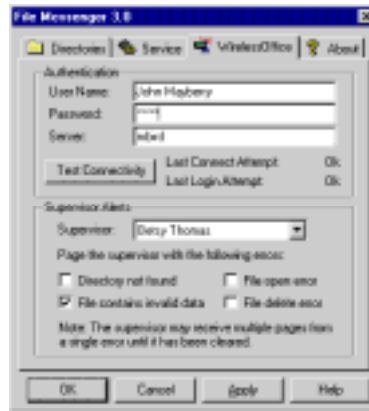 File Messenger 3.0
Directories Service WirelessOffice About
Authentication
User Name: John Mayberry
Password: ****
Server:
Test Connectivity
Last Connect Attempt: Ok
Last Login Attempt: Ok
Supervisor Alerts
Supervisor: Betsy Thomas
Page the supervisor with the following errors:
Directory not found File open error
File contains invalid data File delete error
Note: The supervisor may receive multiple pages from
a single error until it has been cleared.
OK Cancel Apply Help